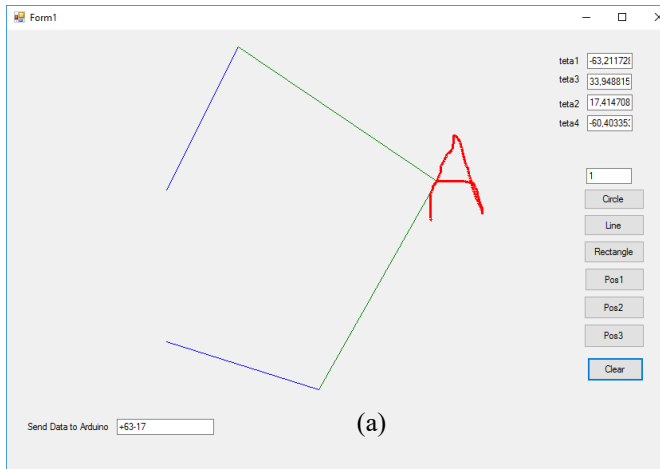 Form1
teta1 -63,211728
teta3 33,948815
teta2 17,414708
teta4 -60,403353
A
1
Circle
Line
Rectangle
Pos1
Pos2
Pos3
Clear
Send Data to Arduino +63-17
(a)